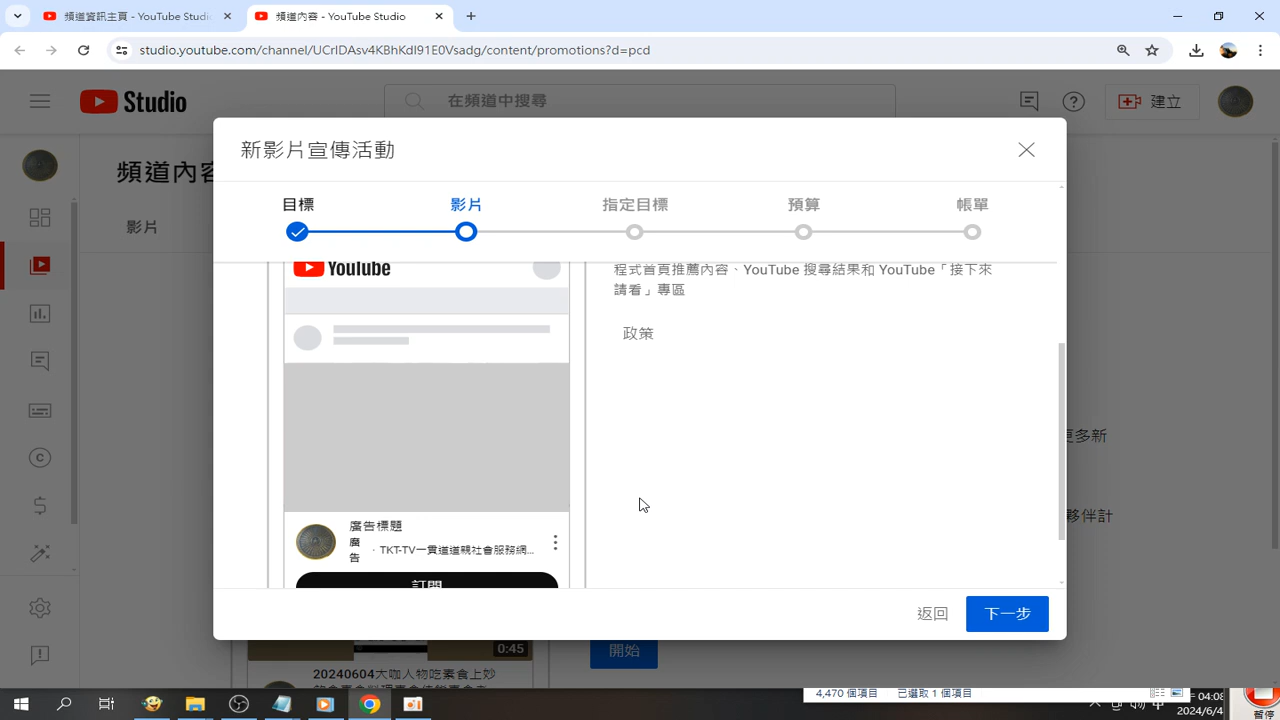 頻道資訊主頁 - YouTube Studi
頻道內容 - YouTube Studio
studio.youtube.com/channel/UCrIDAsv4KBhKdI91E0Vsadg/content/promotions?d=pcd
Studio
在頻道中搜尋
建立
頻道內容
影片
新影片宣傳活動
目標
影片
指定目標
預算
帳單
YouTube
程式首頁推薦內容、YouTube 搜尋結果和 YouTube「接下來
請看」專區
政策
廣告標題
廣告
· TKT-TV一貫道道親社會服務網...
訂閱
返回
下一步
更多新
夥伴計
開始
0:45
20240604大咖人物吃素食上妙
4,470 個項目
已選取 1 個項目
04:08
中
2024/6/4
暫停